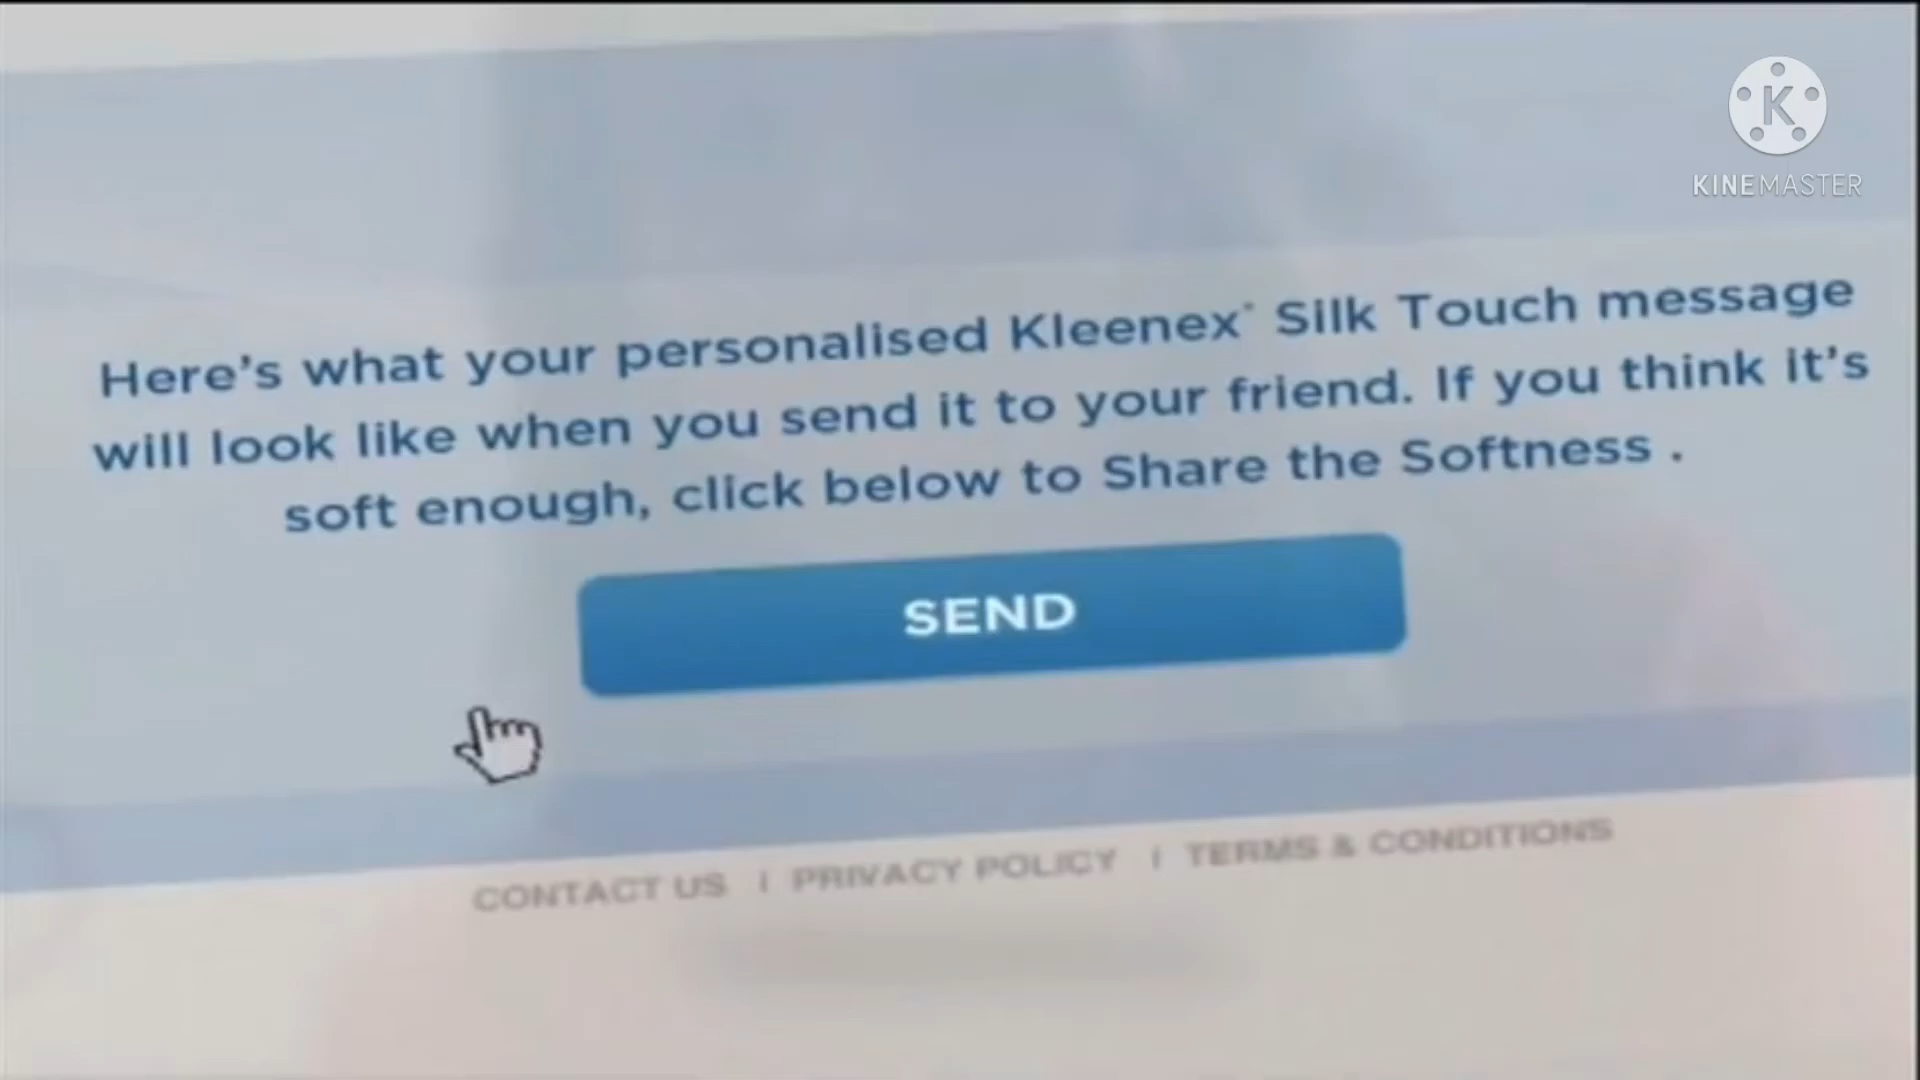 K
KINEMASTER
Here's what your personalised Kleenex® Silk Touch message
will look like when you send it to your friend. If you think it's
soft enough, click below to Share the Softness .
SEND
CONTACT US | PRIVACY POLICY | TERMS & CONDITIONS